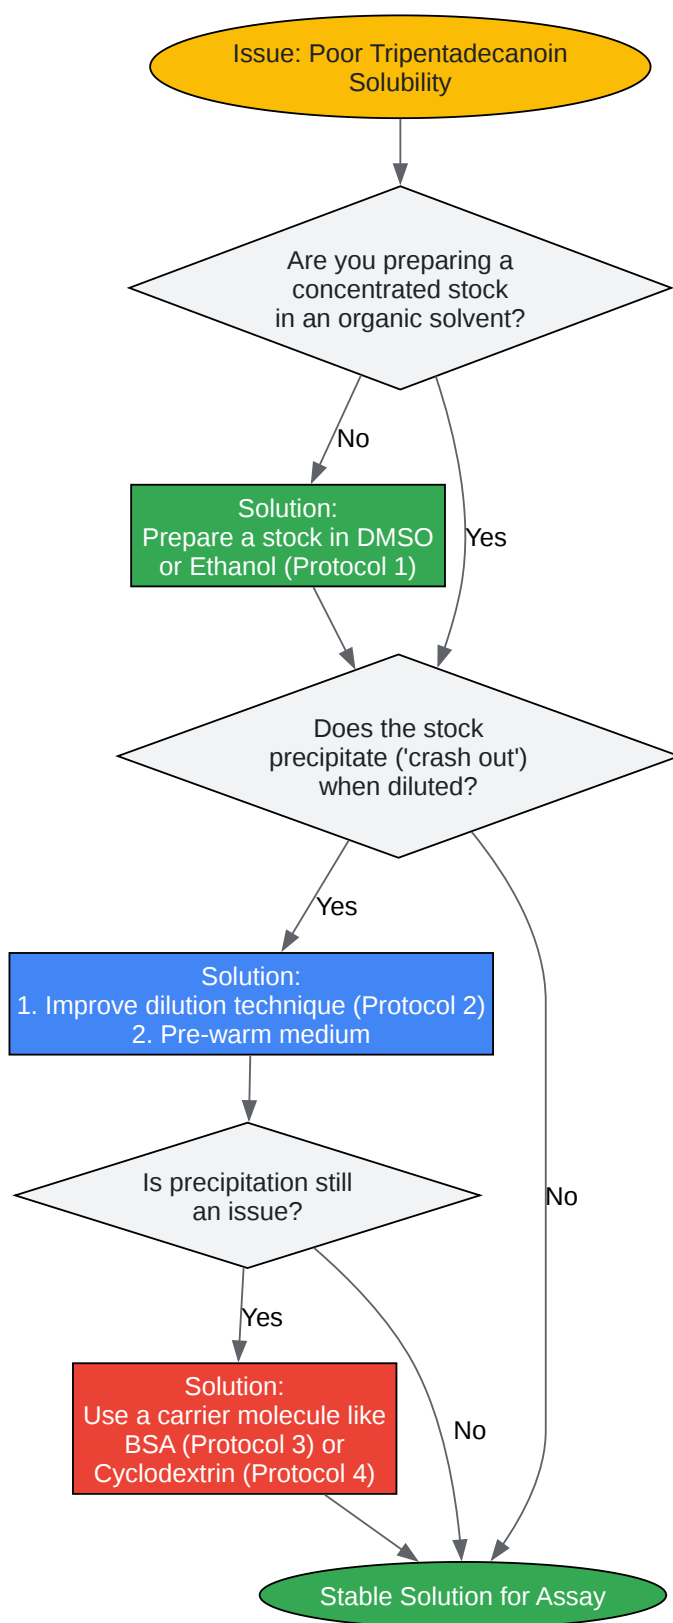 Issue: Poor Tripentadecanoin
Solubility
Are you preparing a
concentrated stock
in an organic solvent?
No
Solution:
Prepare a stock in DMSO
or Ethanol (Protocol 1)
Yes
Does the stock
precipitate ('crash out')
when diluted?
Yes
Solution:
1. Improve dilution technique (Protocol 2)
2. Pre-warm medium
Is precipitation still
an issue?
No
Yes
Solution:
Use a carrier molecule like
BSA (Protocol 3) or
Cyclodextrin (Protocol 4)
No
Stable Solution for Assay